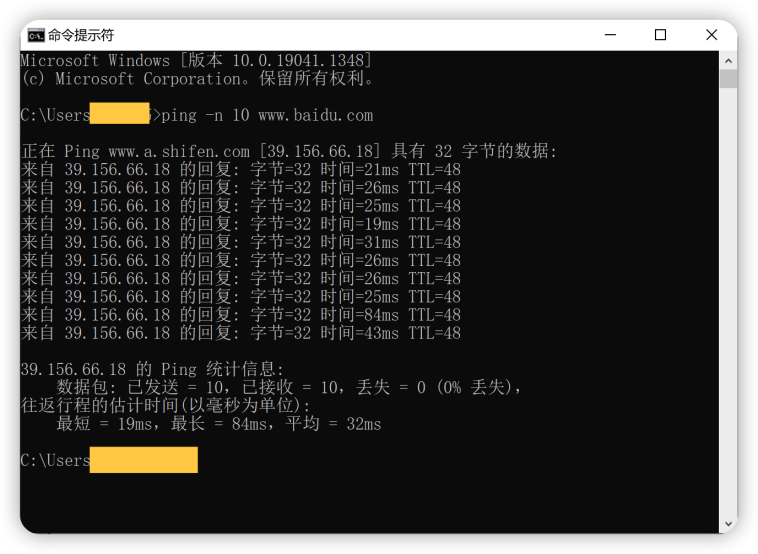 命令提示符
Microsoft Windows [版本 10.0.19041.1348]
(c) Microsoft Corporation。保留所有权利。
C:\Users >ping -n 10 www.baidu.com
正在 Ping www.a.shifen.com [39.156.66.18] 具有 32 字节的数据:
来自 39.156.66.18 的回复: 字节=32 时间=21ms TTL=48
来自 39.156.66.18 的回复: 字节=32 时间=26ms TTL=48
来自 39.156.66.18 的回复: 字节=32 时间=25ms TTL=48
来自 39.156.66.18 的回复: 字节=32 时间=19ms TTL=48
来自 39.156.66.18 的回复: 字节=32 时间=31ms TTL=48
来自 39.156.66.18 的回复: 字节=32 时间=26ms TTL=48
来自 39.156.66.18 的回复: 字节=32 时间=26ms TTL=48
来自 39.156.66.18 的回复: 字节=32 时间=25ms TTL=48
来自 39.156.66.18 的回复: 字节=32 时间=84ms TTL=48
来自 39.156.66.18 的回复: 字节=32 时间=43ms TTL=48
39.156.66.18 的 Ping 统计信息:
数据包: 已发送 = 10，已接收 = 10，丢失 = 0 (0% 丢失)，
往返行程的估计时间(以毫秒为单位):
最短 = 19ms，最长 = 84ms，平均 = 32ms
C:\Users